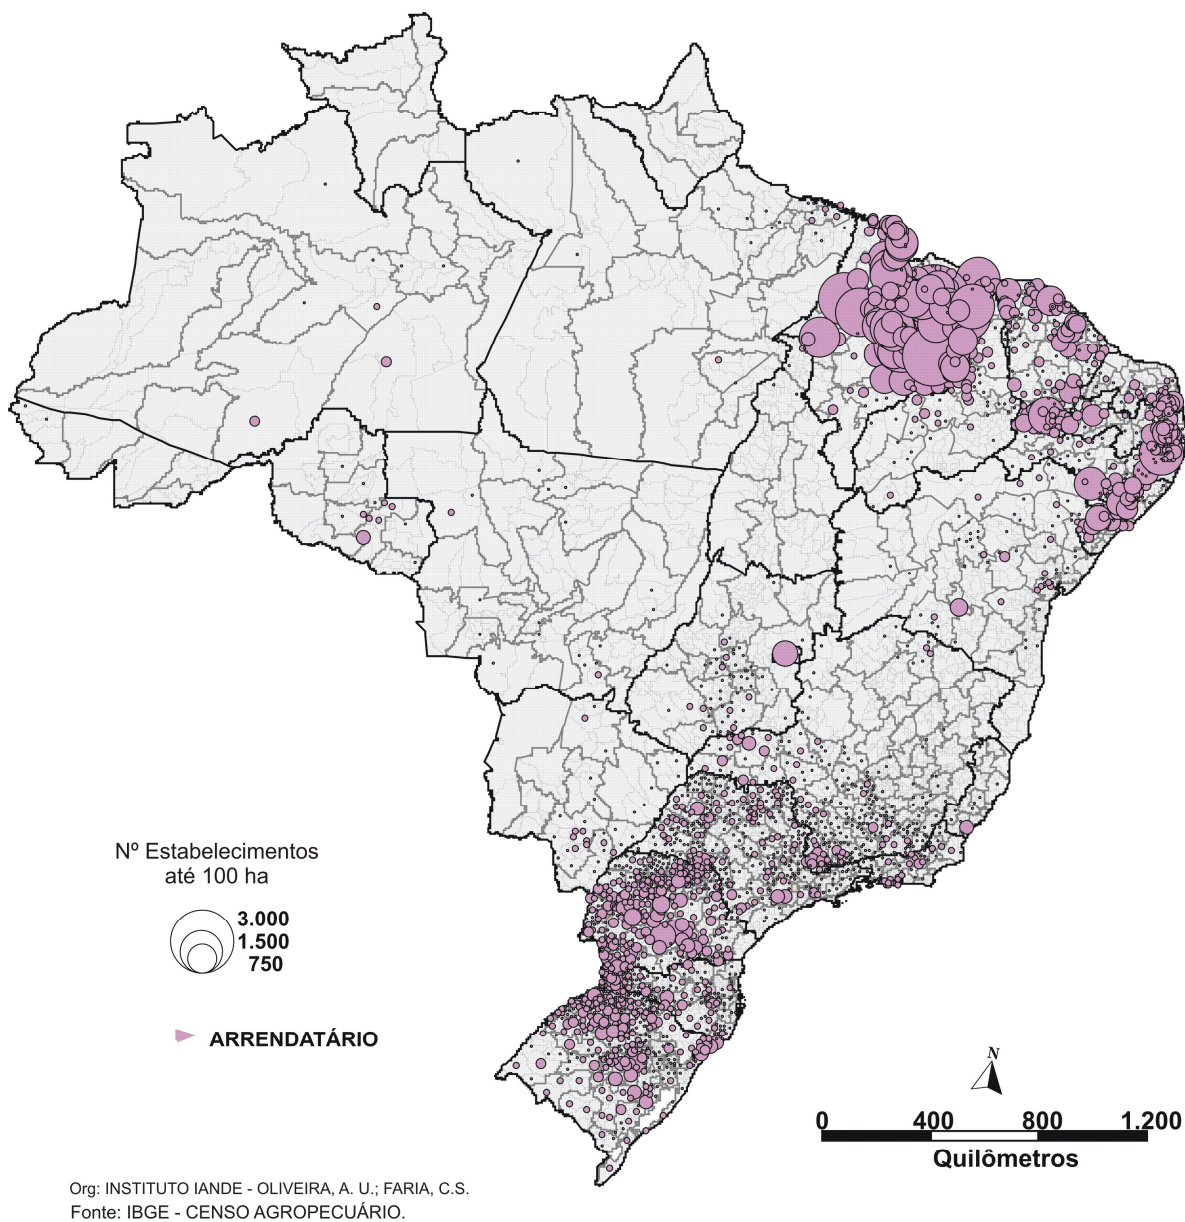 Nº Estabelecimentos
até 100 ha
3.000
1.500
750
ARRENDATÁRIO
N
0 400 800 1.200
Quilômetros
Org: INSTITUTO IANDE - OLIVEIRA, A. U.; FARIA, C.S.
Fonte: IBGE - CENSO AGROPECUÁRIO.